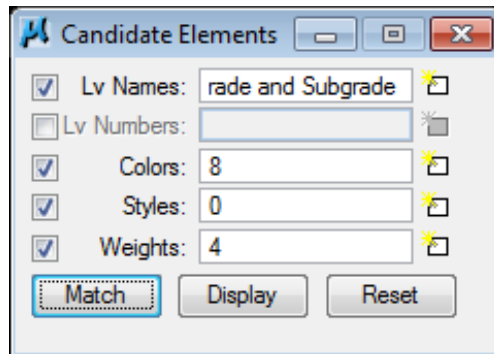 Candidate Elements
Lv Names: rade and Subgrade
Lv Numbers:
Colors: 8
Styles: 0
Weights: 4
Match Display Reset